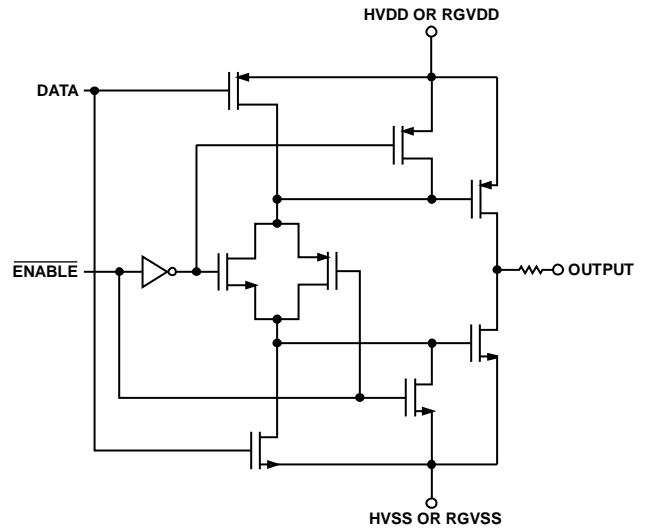 HVDD OR RGVDD
DATA
ENABLE
OUTPUT
HVSS OR RGVSS